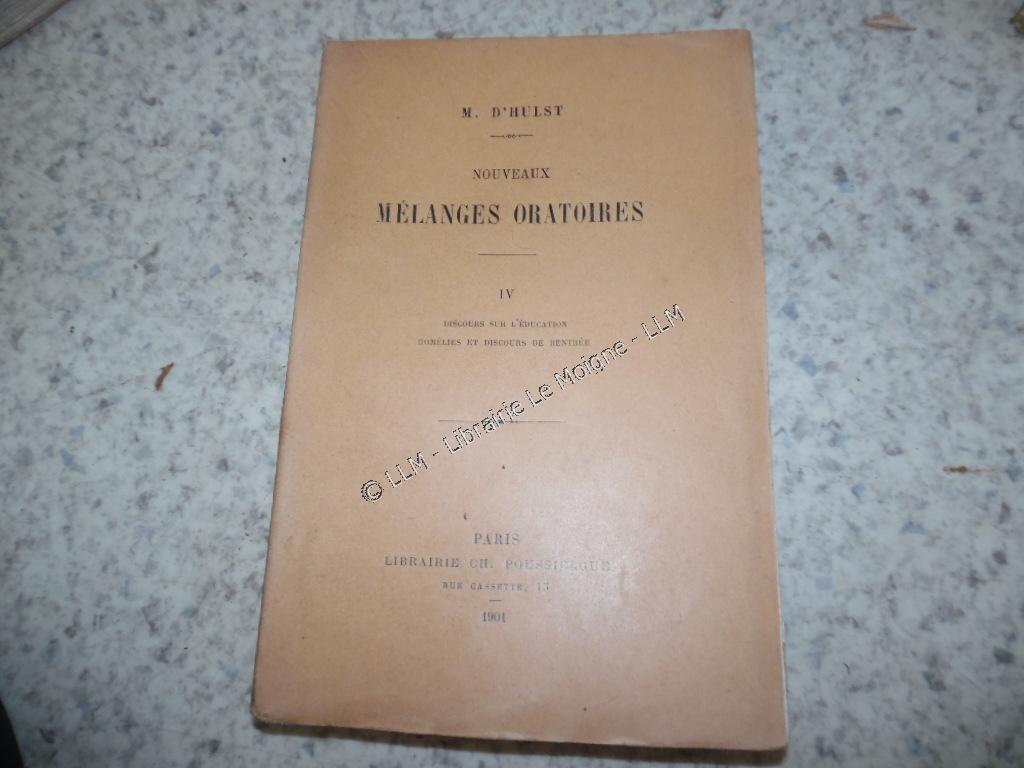 M. D'HULST
NOUVEAUX
MÉLANGES ORATOIRES
IV
DISCOURS SUR L'ÉDUCATION
HOMÉLIES ET DISCOURS DE RENTRÉE
© LLM - Librairie Le Moigne - LLM
PARIS
LIBRAIRIE CH. POUSSIELGUE
RUE CASSETTE, 15
1901